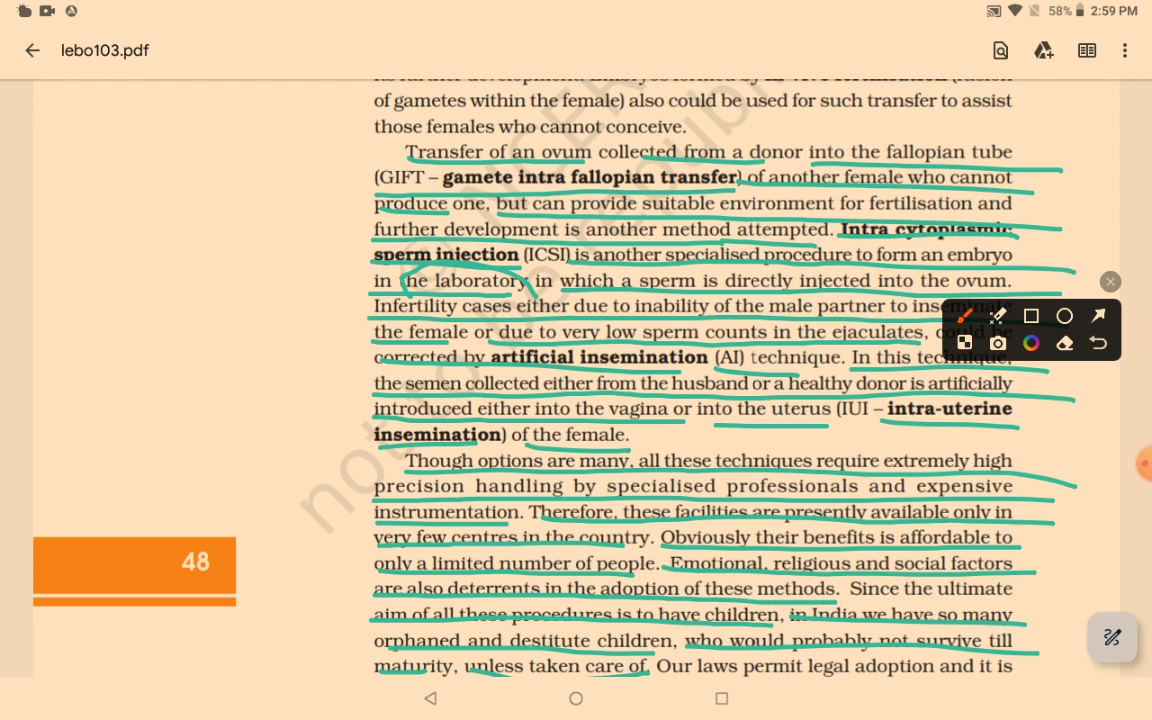 58% 2:59 PM
lebo103.pdf
of gametes within the female) also could be used for such transfer to assist
those females who cannot conceive.
Transfer of an ovum collected from a donor into the fallopian tube
(GIFT – gamete intra fallopian transfer) of another female who cannot
produce one, but can provide suitable environment for fertilisation and
further development is another method attempted. Intra cytoplasmic
sperm injection (ICSI) is another specialised procedure to form an embryo
in the laboratory in which a sperm is directly injected into the ovum.
Infertility cases either due to inability of the male partner to inseminate
the female or due to very low sperm counts in the ejaculates, could be
corrected by artificial insemination (AI) technique. In this technique,
the semen collected either from the husband or a healthy donor is artificially
introduced either into the vagina or into the uterus (IUI – intra-uterine
insemination) of the female.
Though options are many, all these techniques require extremely high
precision handling by specialised professionals and expensive
instrumentation. Therefore, these facilities are presently available only in
very few centres in the country. Obviously their benefits is affordable to
only a limited number of people. Emotional, religious and social factors
are also deterrents in the adoption of these methods. Since the ultimate
aim of all these procedures is to have children, in India we have so many
orphaned and destitute children, who would probably not survive till
maturity, unless taken care of. Our laws permit legal adoption and it is
48
© NCER
not to be republi